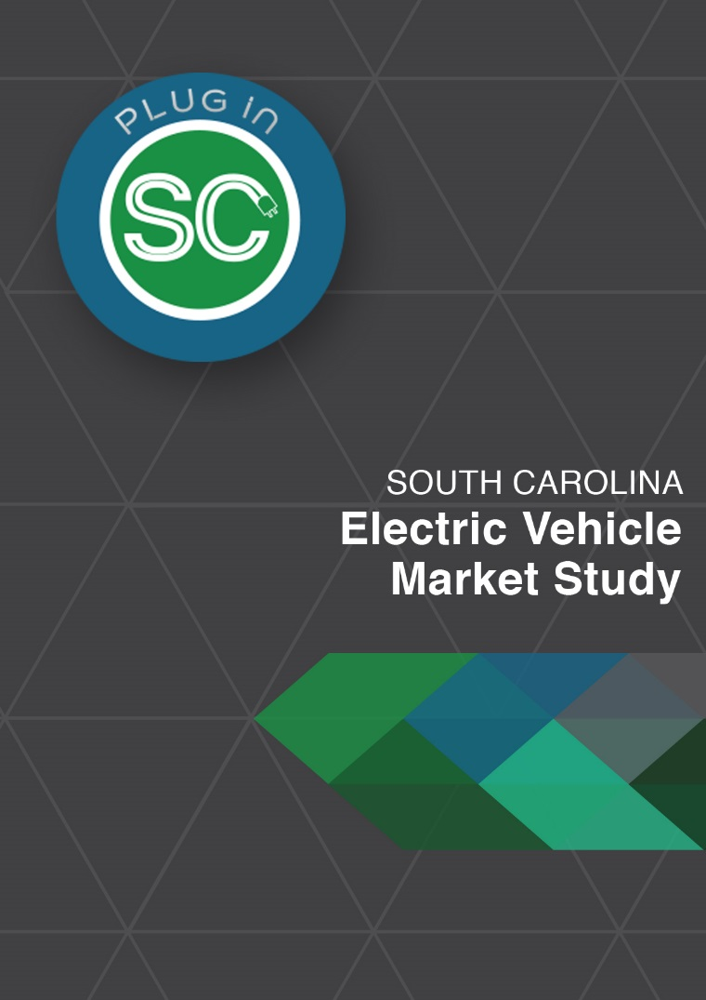 PLUG in
SC
SOUTH CAROLINA
Electric Vehicle
Market Study